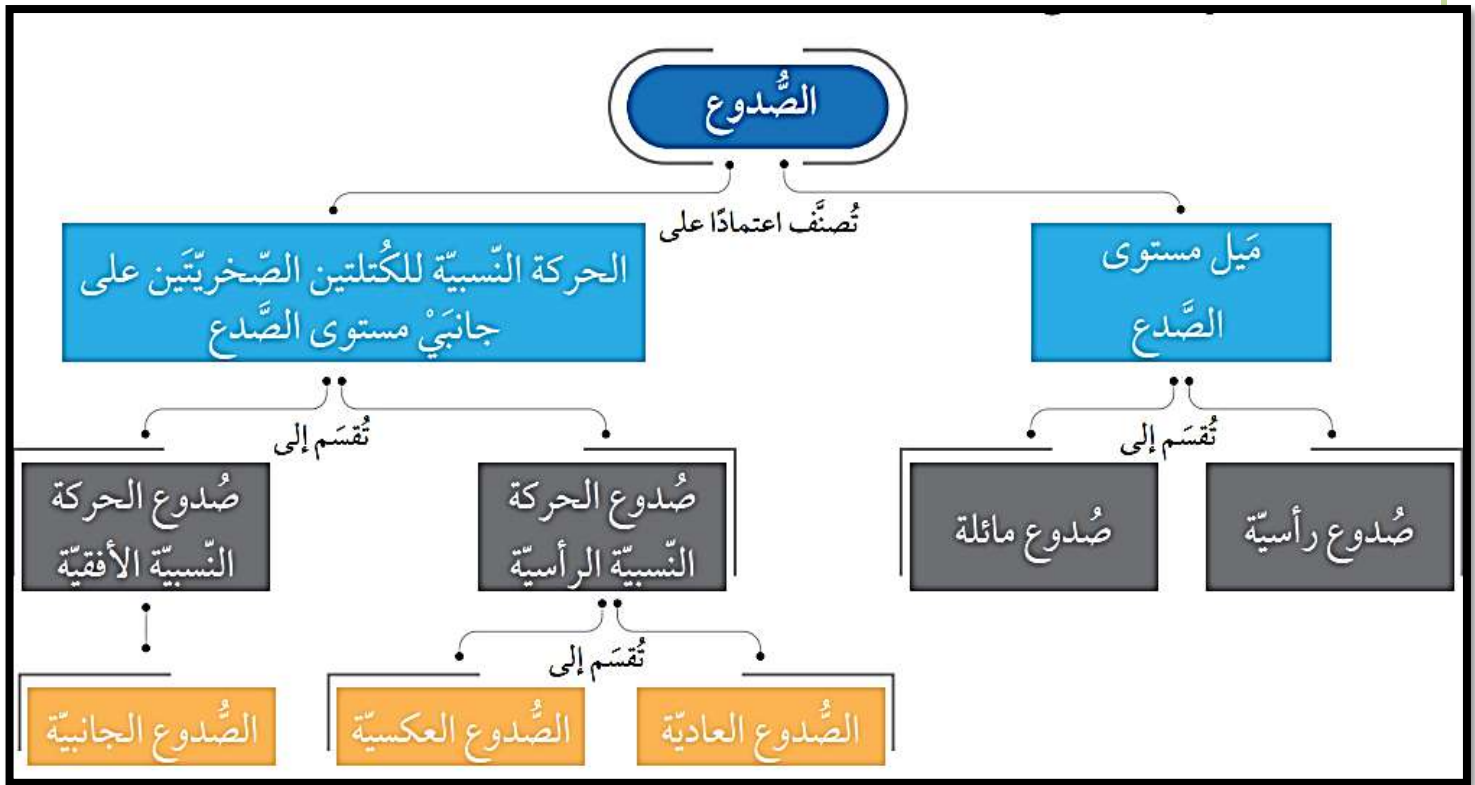 الصُّدوع
تُصنَّف اعتمادًا على
مَيل مستوى
الصَّدع
الحركة النّسبيّة للكُتلتين الصّخريّتَين على
جانبَيْ مستوى الصَّدع
تُقسَم إلى
تُقسَم إلى
صُدوع رأسيّة
صُدوع مائلة
صُدوع الحركة
النّسبيّة الرأسيّة
صُدوع الحركة
النّسبيّة الأفقيّة
تُقسَم إلى
الصُّدوع العاديّة
الصُّدوع العكسيّة
الصُّدوع الجانبيّة